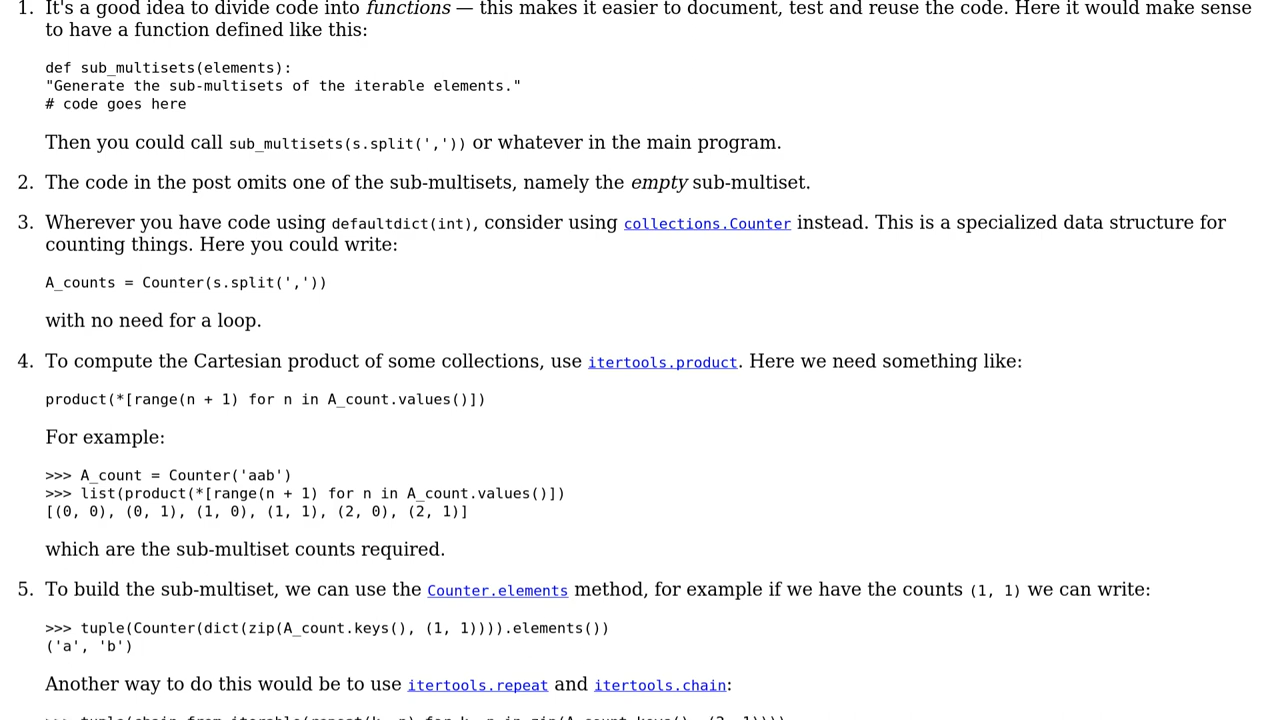 1. It's a good idea to divide code into functions — this makes it easier to document, test and reuse the code. Here it would make sense
to have a function defined like this:
def sub_multisets(elements):
"Generate the sub-multisets of the iterable elements."
# code goes here
Then you could call sub_multisets(s.split(',')) or whatever in the main program.
2. The code in the post omits one of the sub-multisets, namely the empty sub-multiset.
3. Wherever you have code using defaultdict(int), consider using collections.Counter instead. This is a specialized data structure for
counting things. Here you could write:
A_counts = Counter(s.split(','))
with no need for a loop.
4. To compute the Cartesian product of some collections, use itertools.product. Here we need something like:
product(*[range(n + 1) for n in A_count.values()])
For example:
>>> A_count = Counter('aab')
>>> list(product(*[range(n + 1) for n in A_count.values()])
[(0, 0), (0, 1), (1, 0), (1, 1), (2, 0), (2, 1)]
which are the sub-multiset counts required.
5. To build the sub-multiset, we can use the Counter.elements method, for example if we have the counts (1, 1) we can write:
>>> tuple(Counter(dict(zip(A_count.keys(), (1, 1)))).elements())
('a', 'b')
Another way to do this would be to use itertools.repeat and itertools.chain: